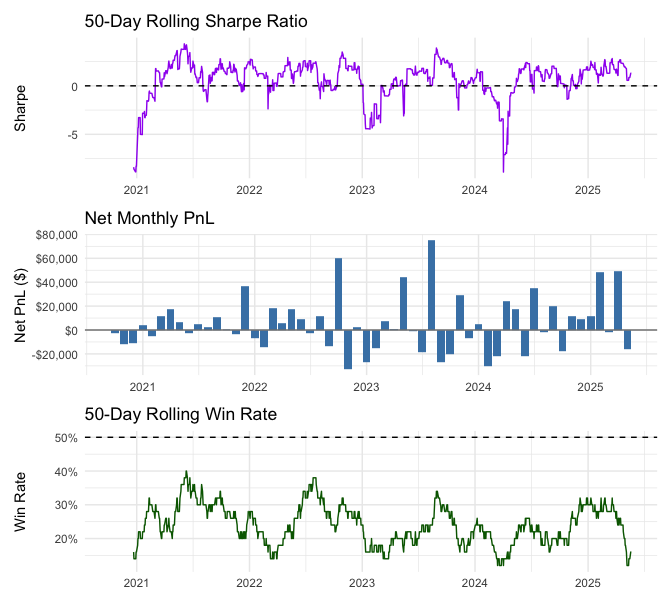 50-Day Rolling Sharpe Ratio
Sharpe
0
-5
2021 2022 2023 2024 2025
Net Monthly PnL
Net PnL ($)
$80,000
$60,000
$40,000
$20,000
$0
-$20,000
2021 2022 2023 2024 2025
50-Day Rolling Win Rate
Win Rate
50%
40%
30%
20%
2021 2022 2023 2024 2025